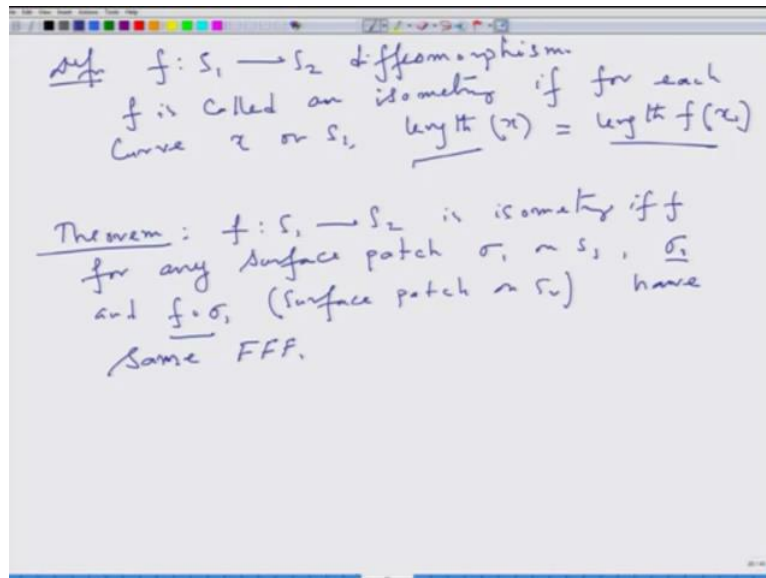 Defn f : S₁ → S₂ diffeomorphism.
f is called an isometry if for each
curve x on S₁, length (x) = length f(x)
Theorem : f : S₁ → S₂ is isometry iff
for any surface patch σ₁ on S₁, σ₁
and f∘σ₁ (surface patch on S₂) have
same FFF.